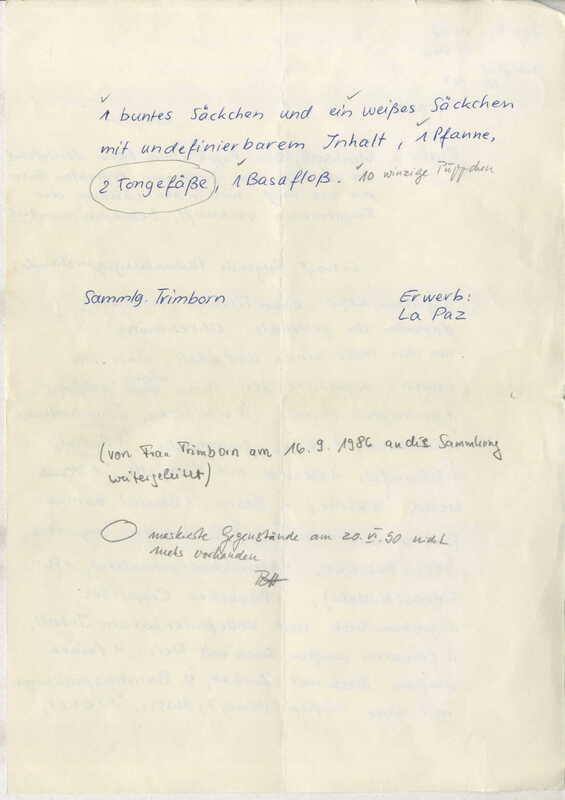 1 buntes Säckchen und ein weißes Säckchen
mit undefinierbarem Inhalt, 1 Pfanne,
2 Tongefäße, 1 Basafloß. 10 winzige Püppchen
Sammlg. Trimborn
Erwerb:
La Paz
(von Frau Trimborn am 16.9.1986 an die Sammlung
weitergeleitet)
maskierte Gegenstände am 20.VI.90 nicht
mehr vorhanden